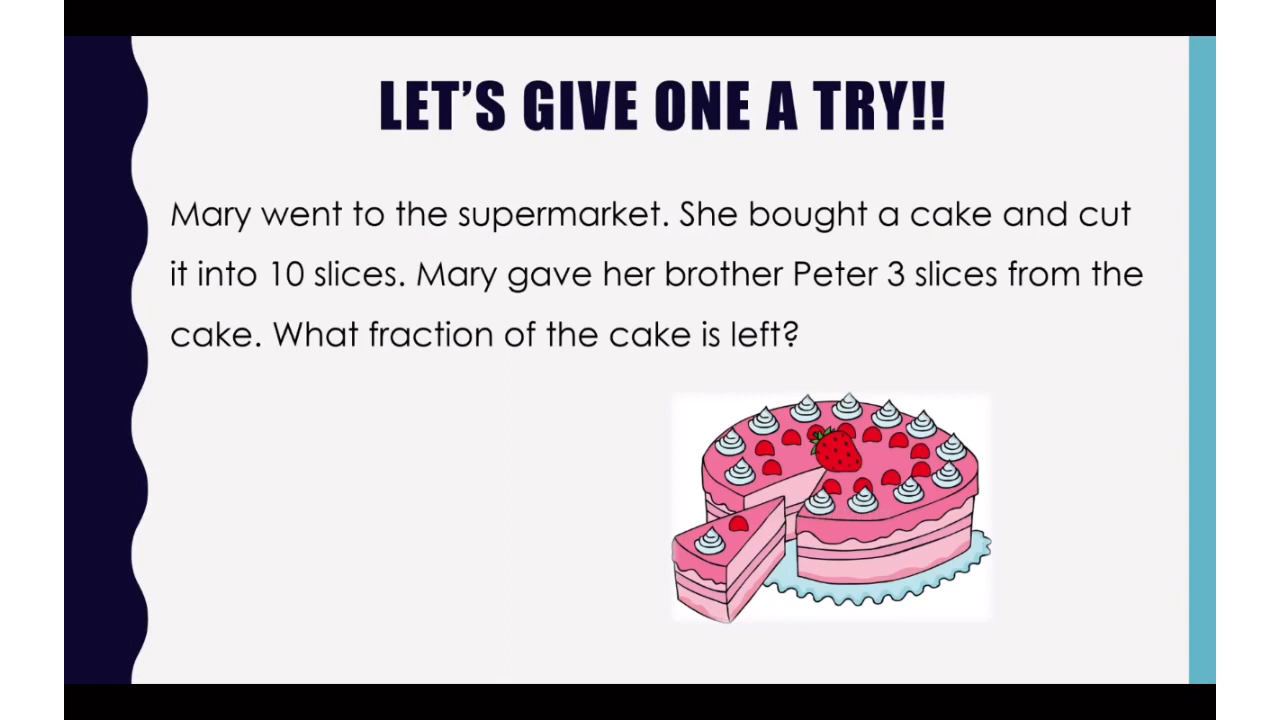 LET'S GIVE ONE A TRY!!
Mary went to the supermarket. She bought a cake and cut
it into 10 slices. Mary gave her brother Peter 3 slices from the
cake. What fraction of the cake is left?